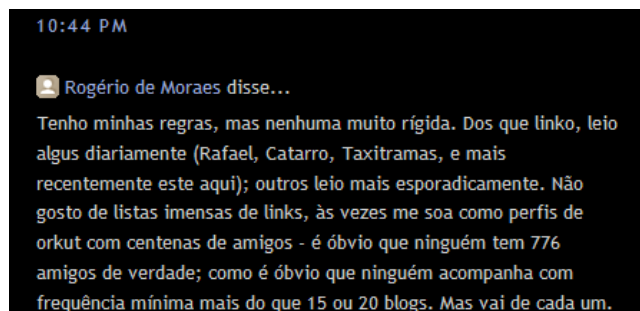 10:44 PM
Rogério de Moraes disse...
Tenho minhas regras, mas nenhuma muito rígida. Dos que linko, leio
algus diariamente (Rafael, Catarro, Taxitramas, e mais
recentemente este aqui); outros leio mais esporadicamente. Não
gosto de listas imensas de links, às vezes me soa como perfis de
orkut com centenas de amigos - é óbvio que ninguém tem 776
amigos de verdade; como é óbvio que ninguém acompanha com
frequência mínima mais do que 15 ou 20 blogs. Mas vai de cada um.